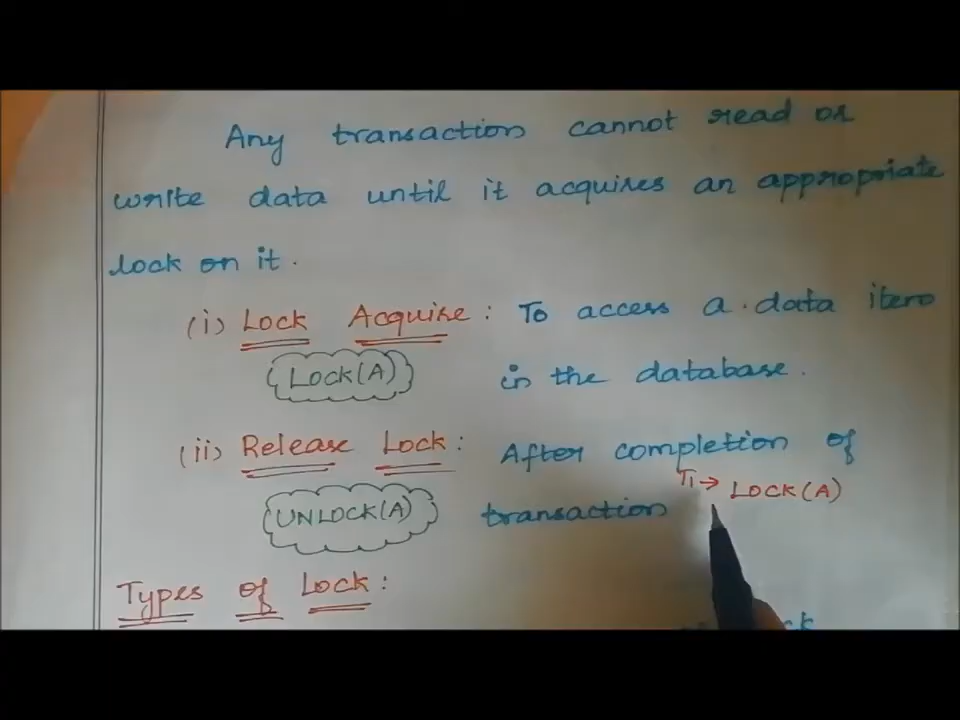 Any transaction cannot read or
write data until it acquires an appropriate
lock on it.
(i) Lock Acquire : To access a data item
LOCK(A) in the database.
(ii) Release Lock : After completion of
T1 → LOCK(A)
UNLOCK(A) transaction
Types of Lock :